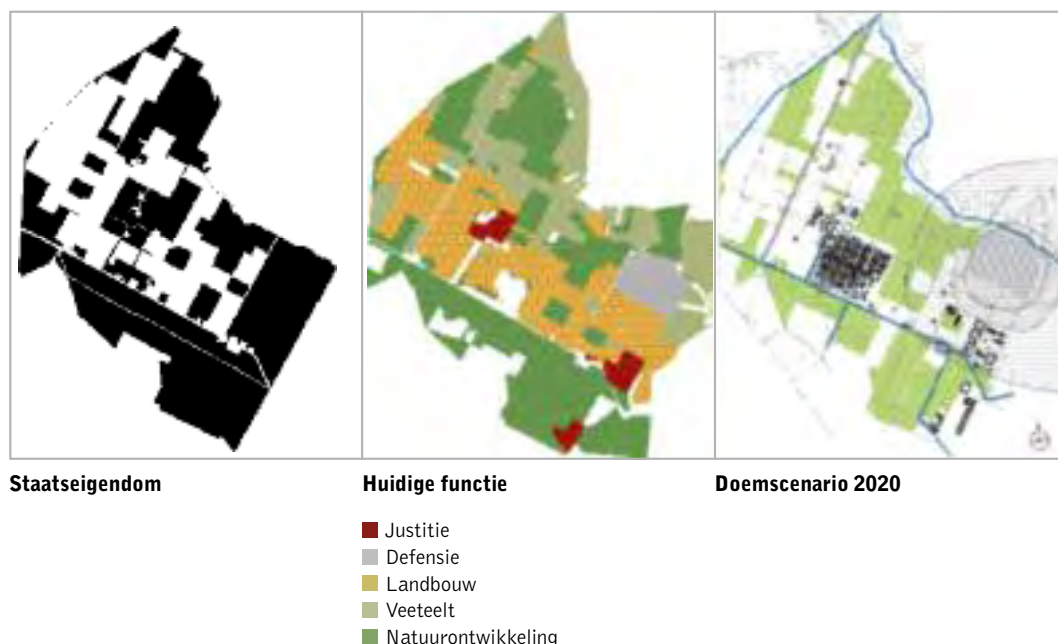 Staatseigendom
Huidige functie
Doemscenario 2020
Justitie
Defensie
Landbouw
Veeteelt
Natuurontwikkeling